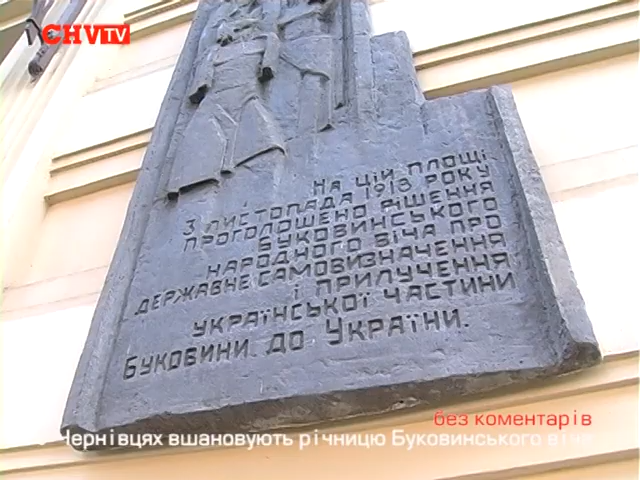 CHV TV
На цій площі
3 листопада 1918 року
проголошено рішення
Буковинського
народного віча про
державне самовизначення
і прилучення
української частини
Буковини до України.
без коментарів
Чернівцях вшановують річницю Буковинського віча